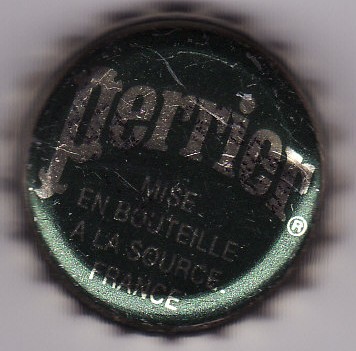 perrier®
MISE
EN BOUTEILLE
A LA SOURCE
FRANCE